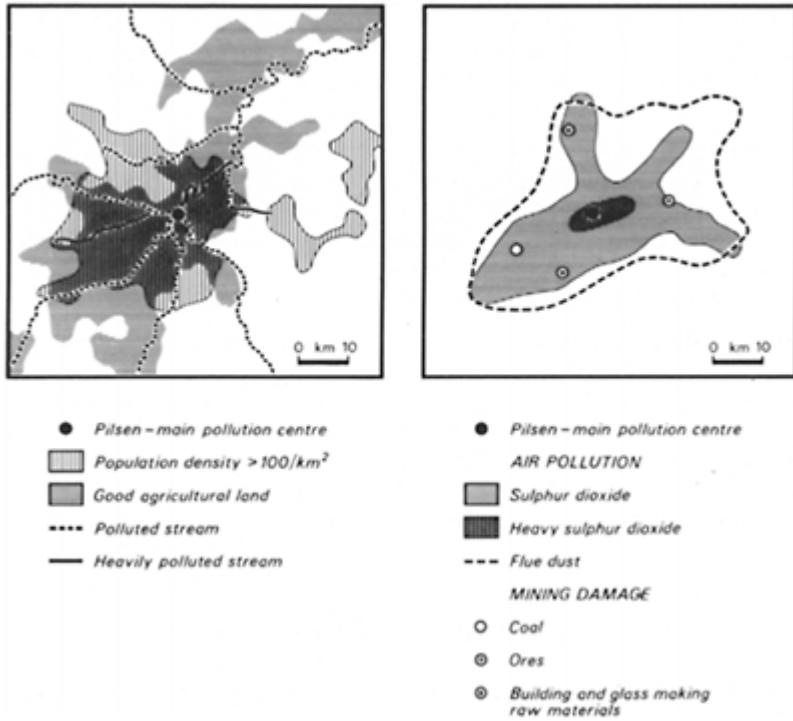 0 km 10
Pilsen – main pollution centre
Population density > 100/km²
Good agricultural land
Polluted stream
Heavily polluted stream
0 km 10
Pilsen – main pollution centre
AIR POLLUTION
Sulphur dioxide
Heavy sulphur dioxide
Flue dust
MINING DAMAGE
Coal
Ores
Building and glass making
raw materials